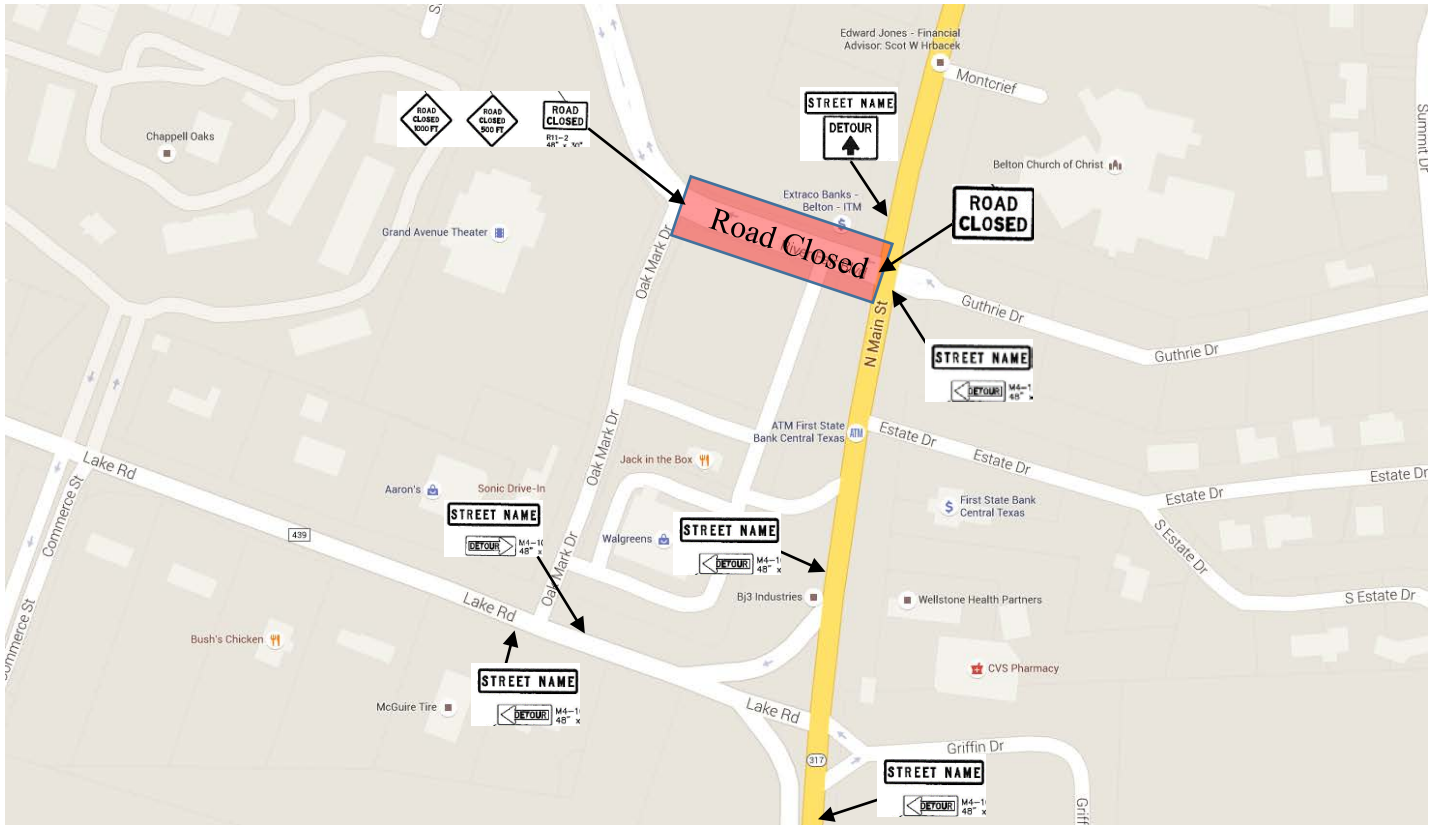 Edward Jones - Financial
Advisor: Scot W Hrbacek
Montcrief
Summit Dr
ROAD
CLOSED
1000 FT
ROAD
CLOSED
500 FT
ROAD
CLOSED
R11-2
48" x 30"
STREET NAME
DETOUR
Chappell Oaks
Belton Church of Christ
Extraco Banks -
Belton - ITM
ROAD
CLOSED
Grand Avenue Theater
Oak Mark Dr
Road Closed
Guthrie Dr
Guthrie Dr
N Main St
STREET NAME
DETOUR
M4-1
48" x
ATM First State
Bank Central Texas
ATM
Estate Dr
Estate Dr
Estate Dr
Estate Dr
Oak Mark Dr
Jack in the Box
Lake Rd
Aaron's
Sonic Drive-In
First State Bank
Central Texas
STREET NAME
DETOUR
M4-10
48" x
STREET NAME
DETOUR
M4-1
48" x
Commerce St
439
Walgreens
S Estate Dr
Oak Mark Dr
Bj3 Industries
Wellstone Health Partners
S Estate Dr
Lake Rd
Commerce St
Bush's Chicken
CVS Pharmacy
STREET NAME
DETOUR
M4-1
48" x
McGuire Tire
Lake Rd
Griffin Dr
317
STREET NAME
DETOUR
M4-1
48" x
Griff